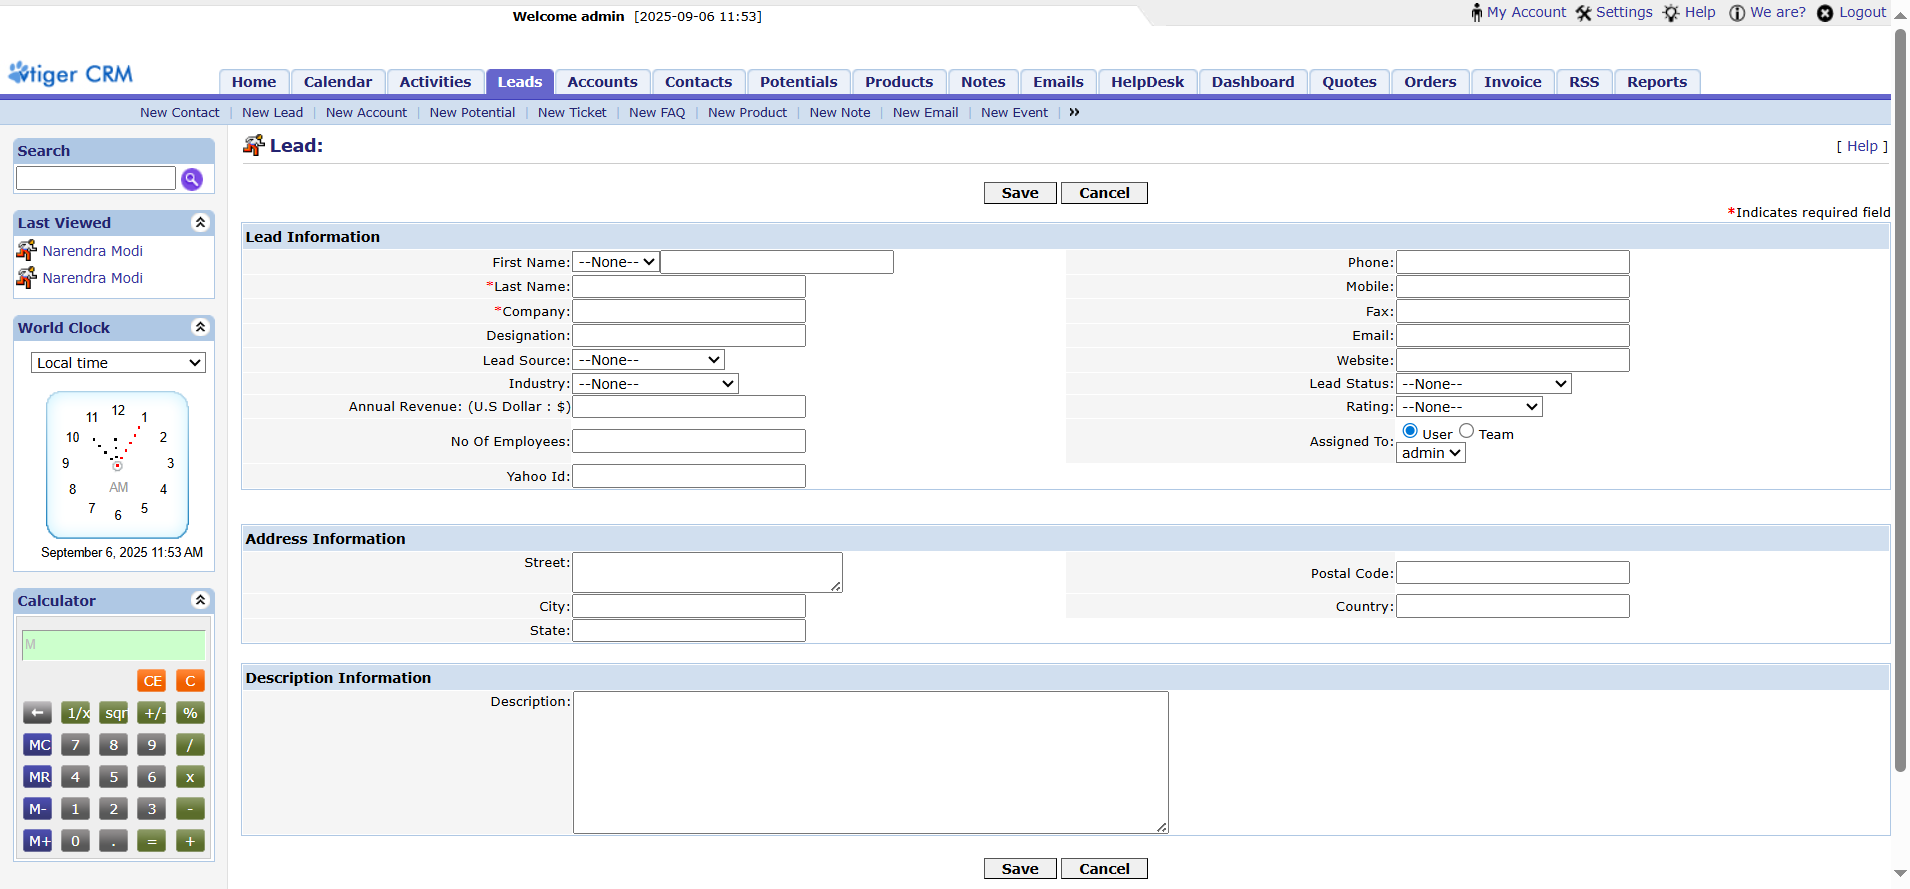 Welcome admin [2025-09-06 11:53]
My Account Settings Help We are? Logout
vtiger CRM
Home Calendar Activities Leads Accounts Contacts Potentials Products Notes Emails HelpDesk Dashboard Quotes Orders Invoice RSS Reports
New Contact | New Lead | New Account | New Potential | New Ticket | New FAQ | New Product | New Note | New Email | New Event | »
Search
Last Viewed
Narendra Modi
Narendra Modi
World Clock
Local time
12
1
2
3
4
5
6
7
8
9
10
11
AM
September 6, 2025 11:53 AM
Calculator
M
CE C
← 1/x sqr +/- %
MC 7 8 9 /
MR 4 5 6 x
M- 1 2 3 -
M+ 0 . = +
Lead:
[ Help ]
Save Cancel
*Indicates required field
Lead Information
First Name: --None-- Phone:
*Last Name: Mobile:
*Company: Fax:
Designation: Email:
Lead Source: --None-- Website:
Industry: --None-- Lead Status: --None--
Annual Revenue: (U.S Dollar : $) Rating: --None--
No Of Employees: Assigned To: User Team
admin
Yahoo Id:
Address Information
Street: Postal Code:
City: Country:
State:
Description Information
Description:
Save Cancel